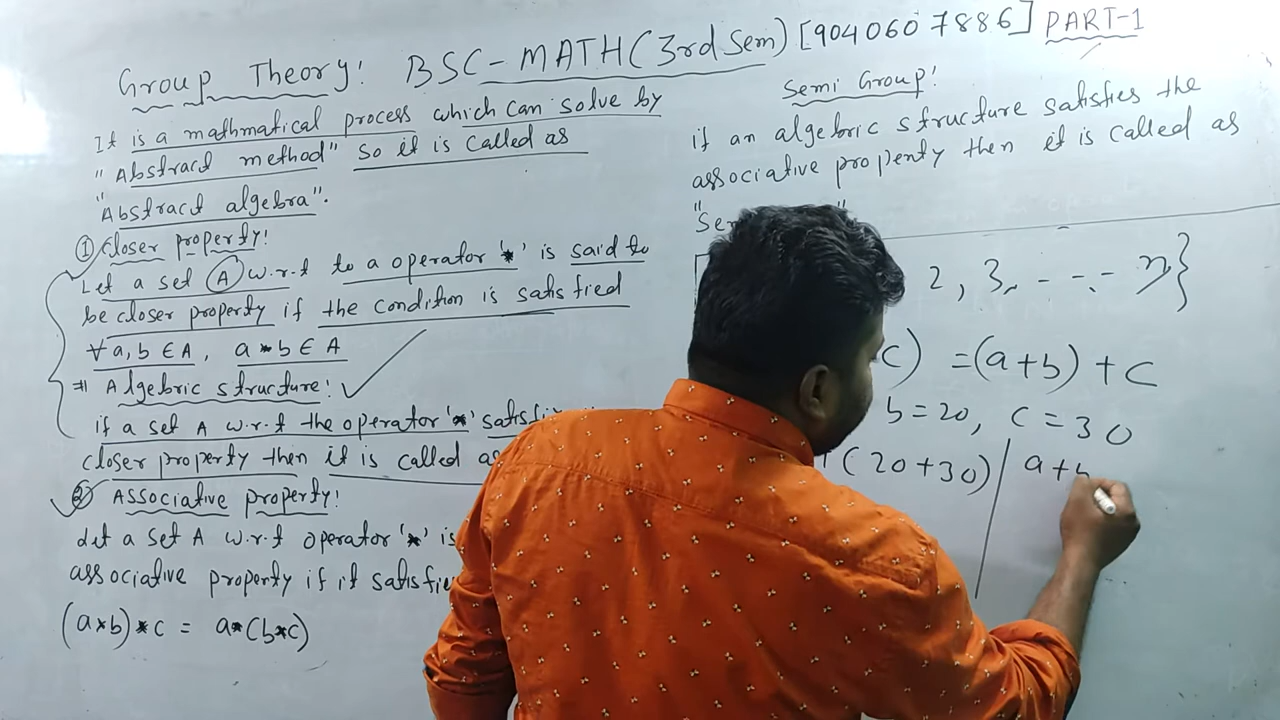 Group Theory! BSC-MATH(3rd Sem) [9040607886] PART-1
It is a mathmatical process which can solve by
"Abstract method" so it is called as
"Abstract algebra".
① Closer property!
Let a set A w.r.t to a operator '*' is said to
be closer property if the condition is satisfied
∀ a, b ∈ A, a * b ∈ A
⇒ Algebric structure! ✓
if a set A w.r.t the operator '*'
closer property then it is called as
② Associative property!
Let a set A w.r.t operator '*' is
associative property if it
(a*b)*c = a*(b*c)
Semi Group!
if an algebric structure satisfies the
associative property then it is called as
"
2, 3, - - - - n}
c) = (a+b) + c
b = 20, c = 30
(20+30) | a+b